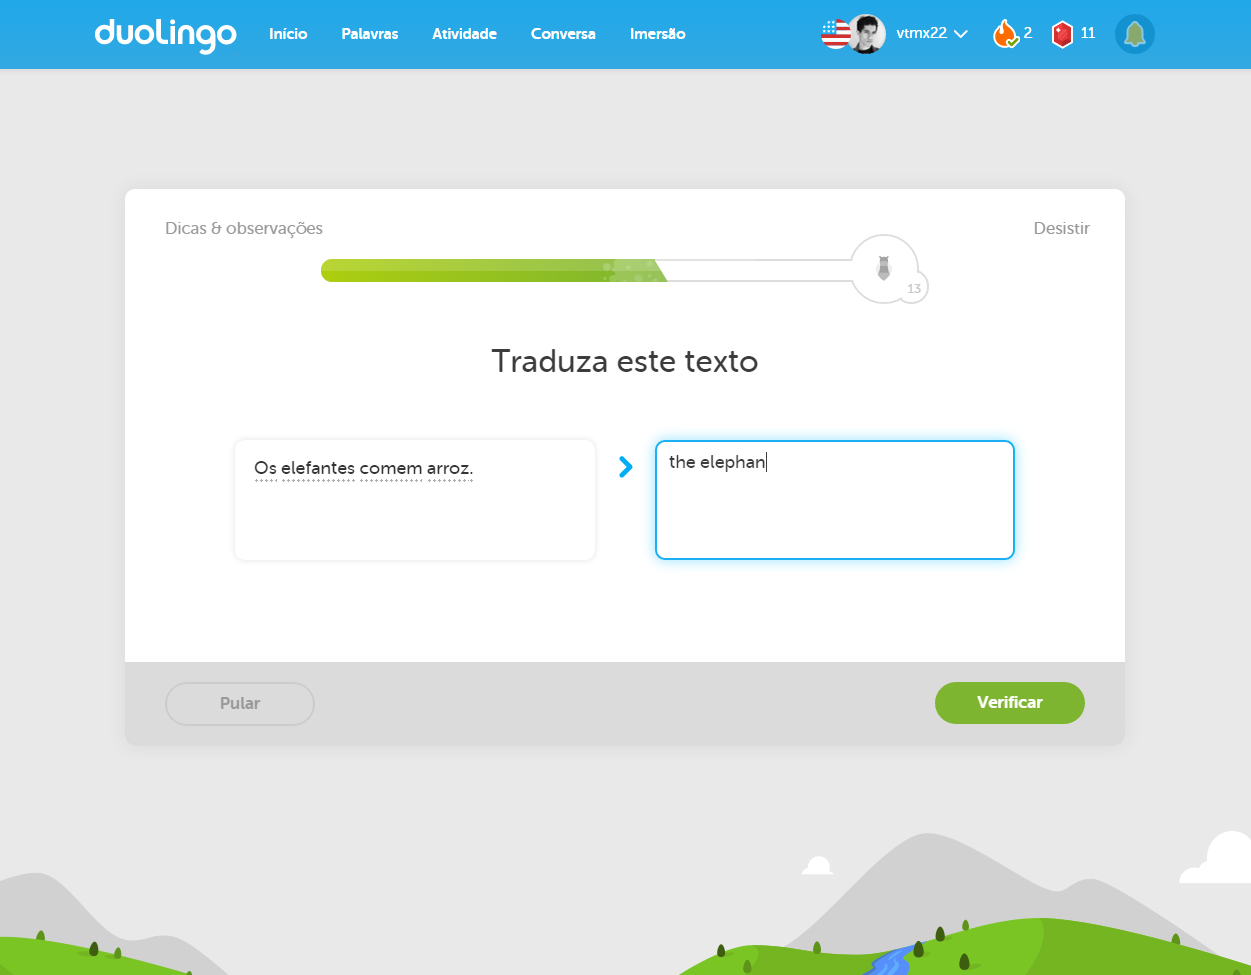 duolingo Início Palavras Atividade Conversa Imersão vtmx22 2 11
Dicas & observações Desistir
13
Traduza este texto
Os elefantes comem arroz.
the elephan
Pular Verificar